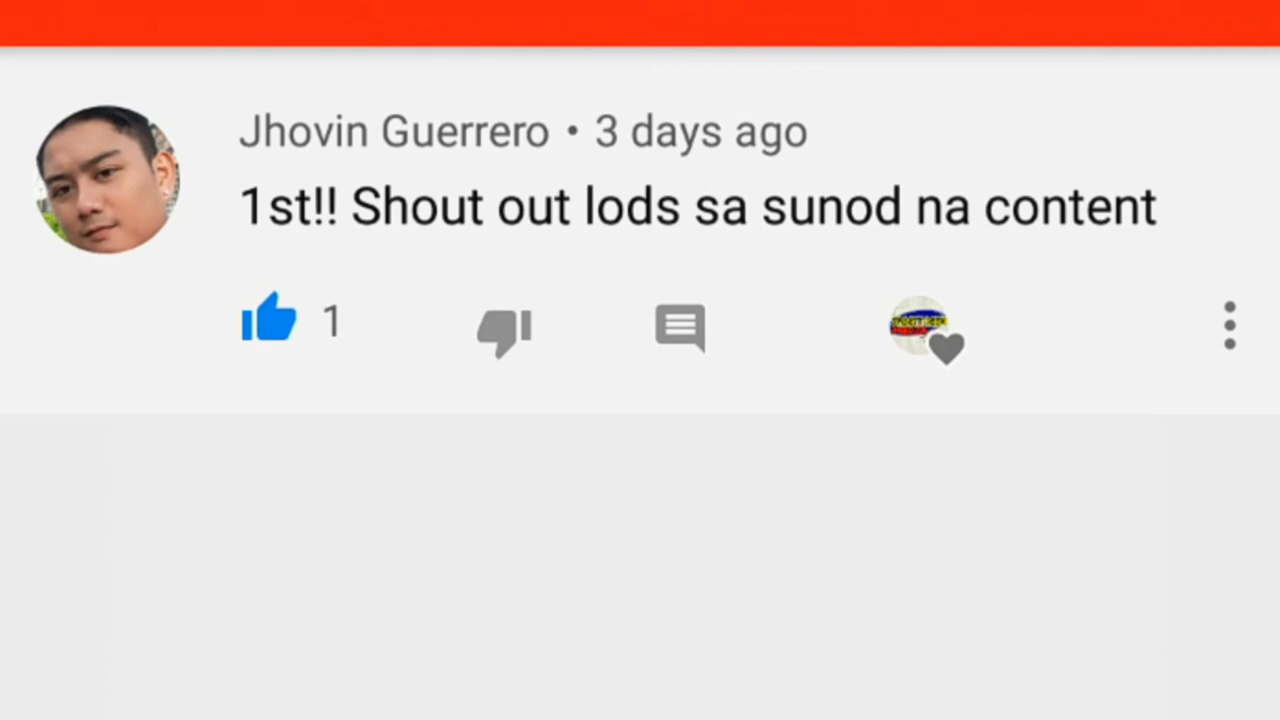 Jhovin Guerrero • 3 days ago
1st!! Shout out lods sa sunod na content
1